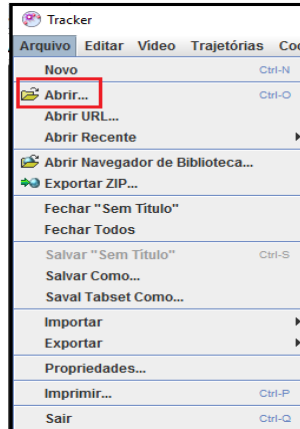 Tracker
Arquivo Editar Vídeo Trajetórias Coo
Novo Ctrl-N
Abrir... Ctrl-O
Abrir URL...
Abrir Recente
Abrir Navegador de Biblioteca...
Exportar ZIP...
Fechar "Sem Título"
Fechar Todos
Salvar "Sem Título" Ctrl-S
Salvar Como...
Saval Tabset Como...
Importar
Exportar
Propriedades...
Imprimir... Ctrl-P
Sair Ctrl-Q